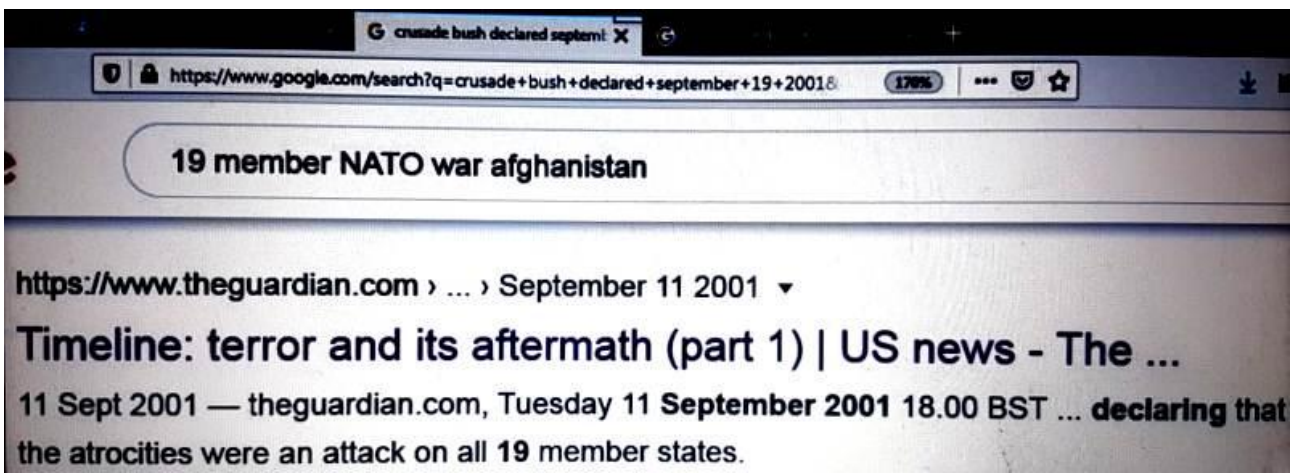 G crusade bush declared septemb X G +
https://www.google.com/search?q=crusade+bush+declared+september+19+2001& 170%
19 member NATO war afghanistan
https://www.theguardian.com › ... › September 11 2001
Timeline: terror and its aftermath (part 1) | US news - The ...
11 Sept 2001 — theguardian.com, Tuesday 11 September 2001 18.00 BST ... declaring that
the atrocities were an attack on all 19 member states.